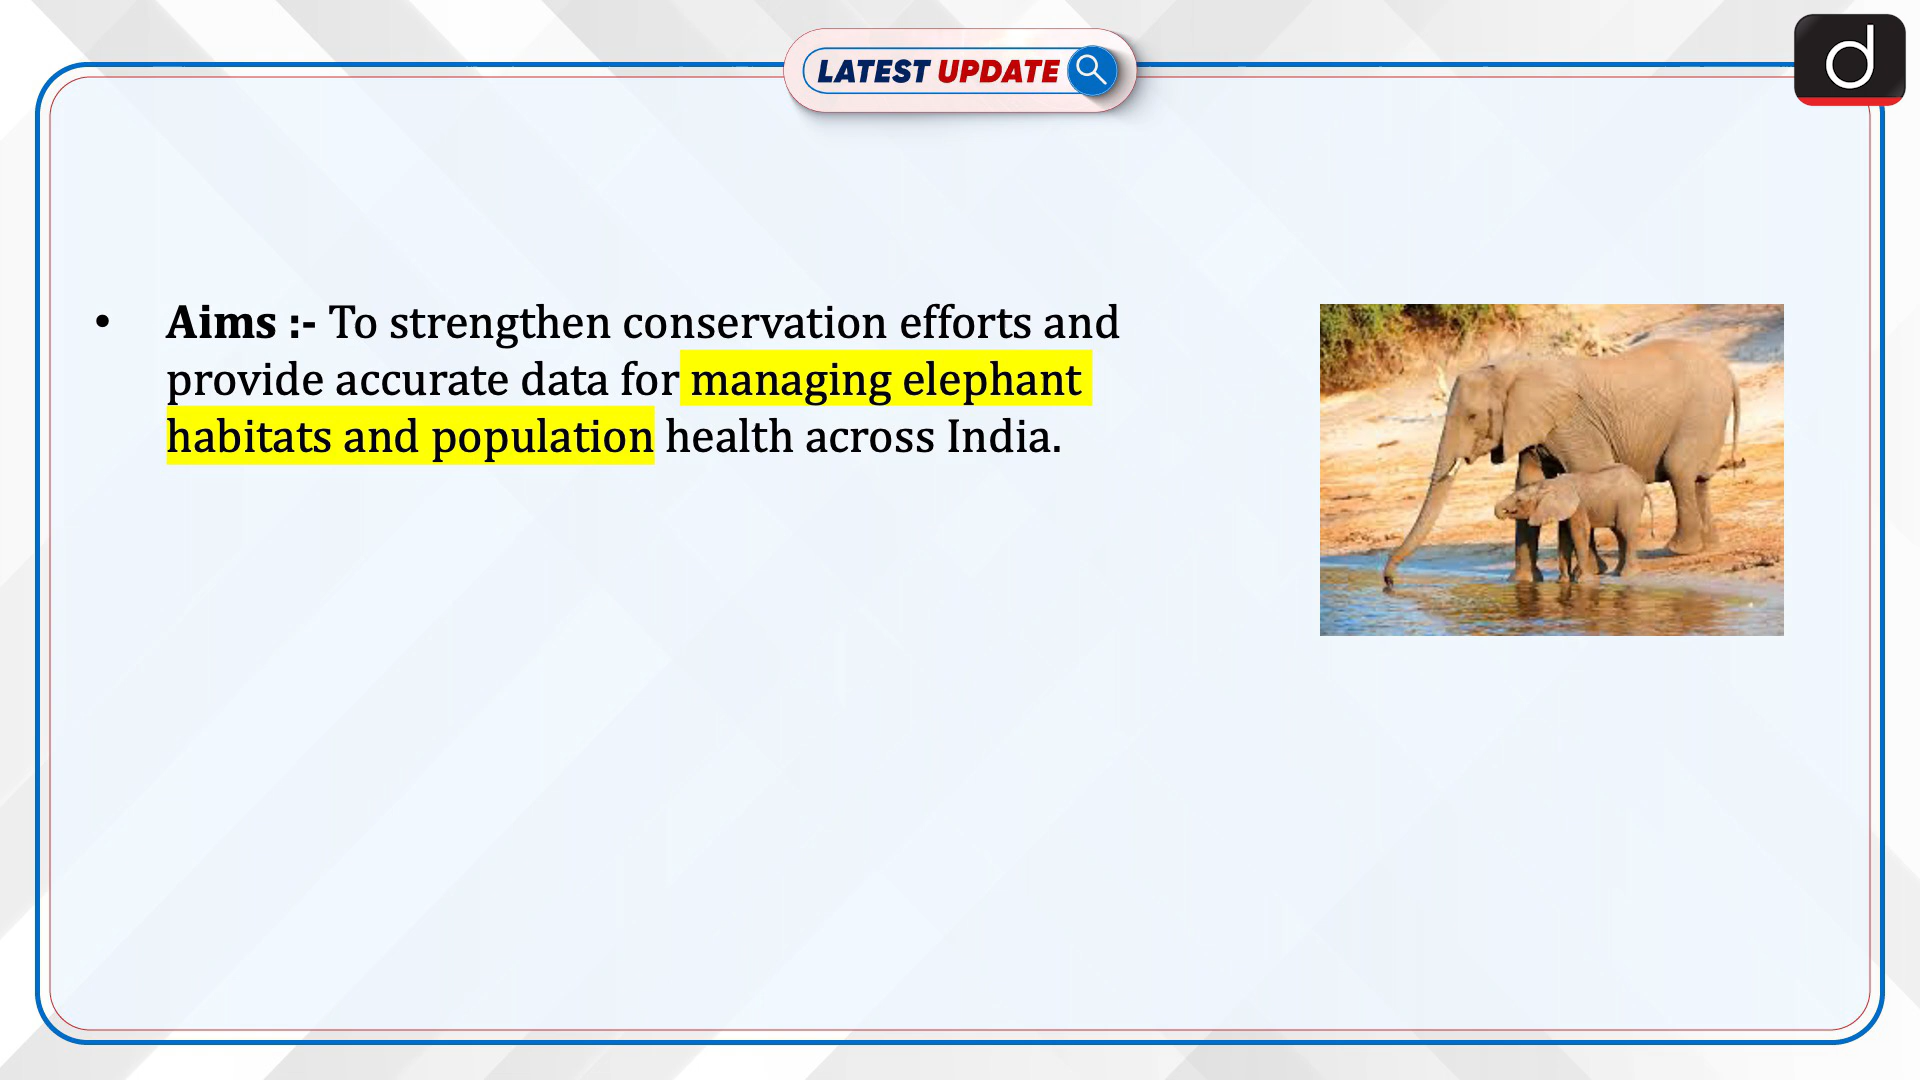 LATEST UPDATE
d
• Aims :- To strengthen conservation efforts and
provide accurate data for managing elephant
habitats and population health across India.